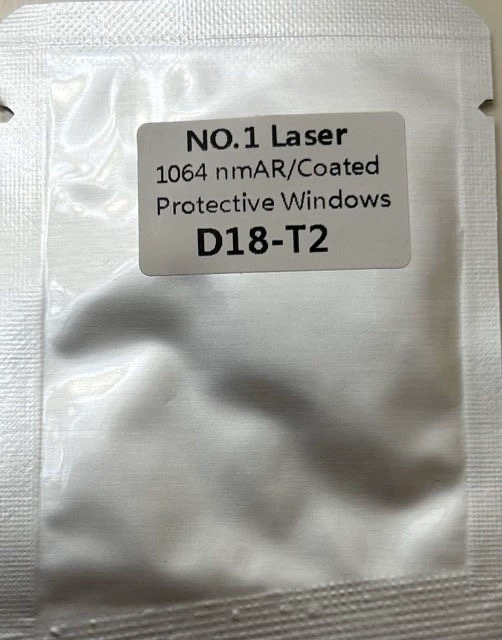 NO.1 Laser
1064 nmAR/Coated
Protective Windows
D18-T2